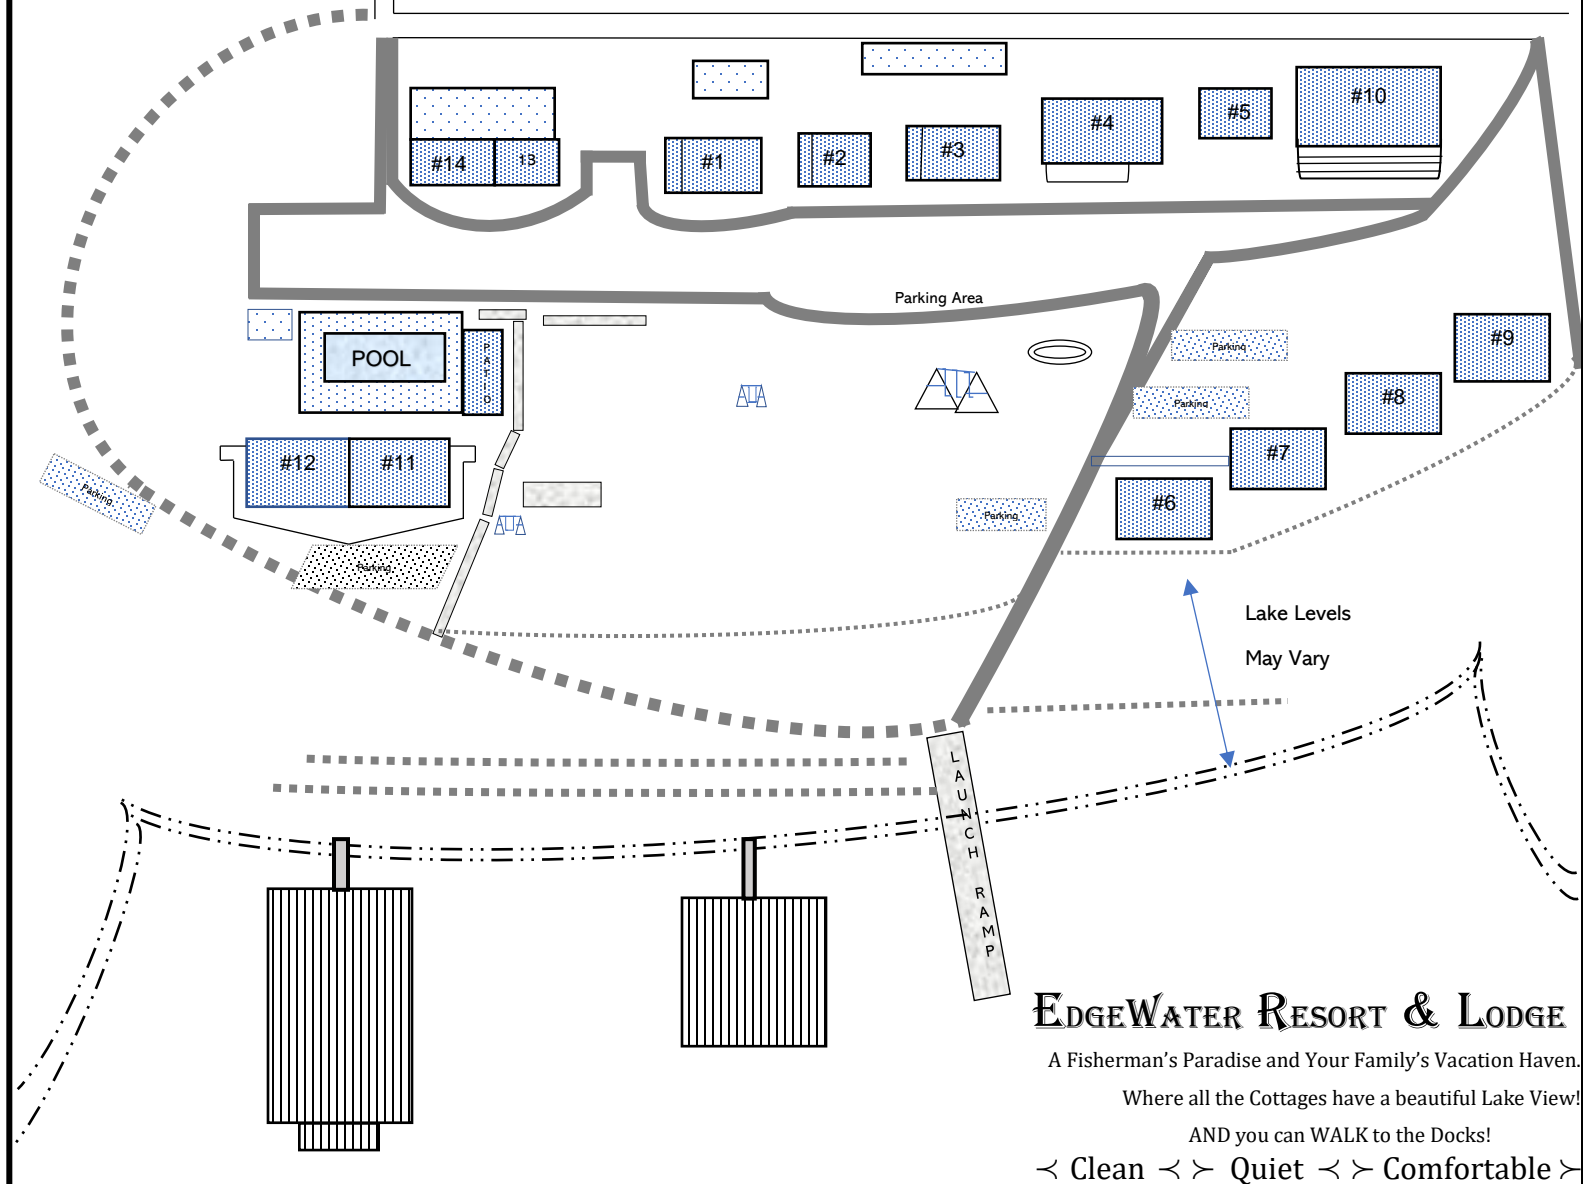 #10
#5
#4
#3
#2
#1
#14
13
Parking Area
#9
Parking
POOL
PATIO
#8
Parking
#12
#11
#7
Parking
#6
Parking
Parking
Lake Levels
May Vary
LAUNCH RAMP
EDGEWATER RESORT & LODGE
A Fisherman’s Paradise and Your Family’s Vacation Haven.
Where all the Cottages have a beautiful Lake View!
AND you can WALK to the Docks!
≺ Clean ≺ ≻ Quiet ≺ ≻ Comfortable ≻